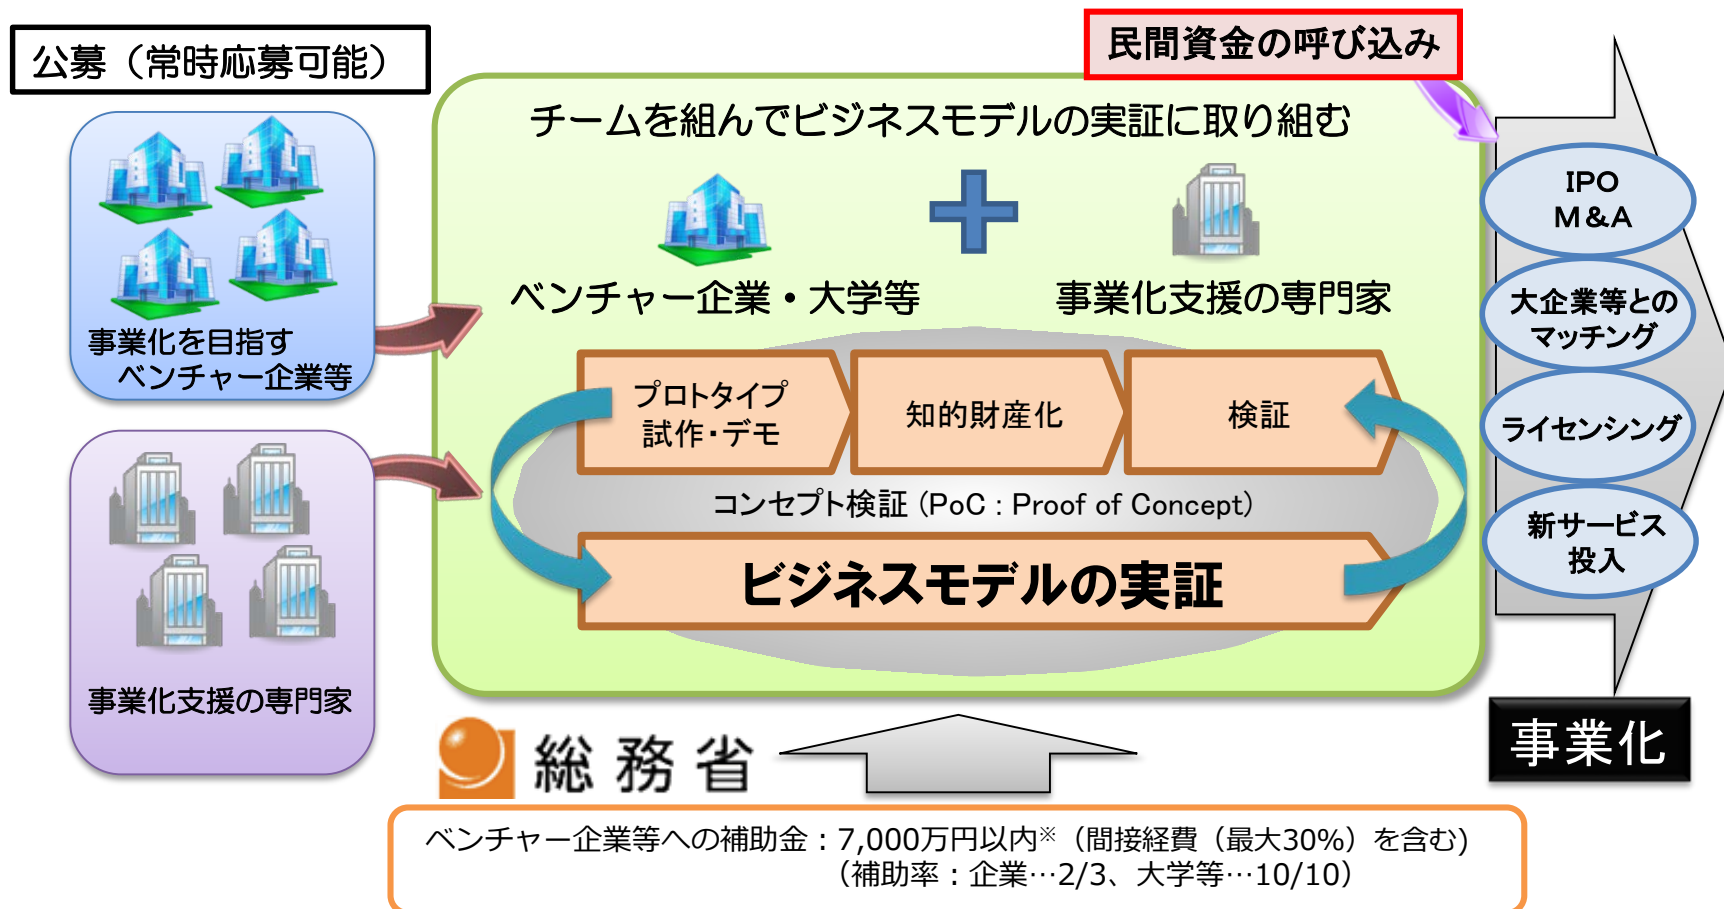 公募（常時応募可能）
民間資金の呼び込み
事業化を目指す
ベンチャー企業等
事業化支援の専門家
チームを組んでビジネスモデルの実証に取り組む
ベンチャー企業・大学等
事業化支援の専門家
プロトタイプ
試作・デモ
知的財産化
検証
コンセプト検証 (PoC : Proof of Concept)
ビジネスモデルの実証
IPO
M&A
大企業等との
マッチング
ライセンシング
新サービス
投入
事業化
総務省
ベンチャー企業等への補助金：7,000万円以内※（間接経費（最大30%）を含む)
（補助率：企業…2/3、大学等…10/10）